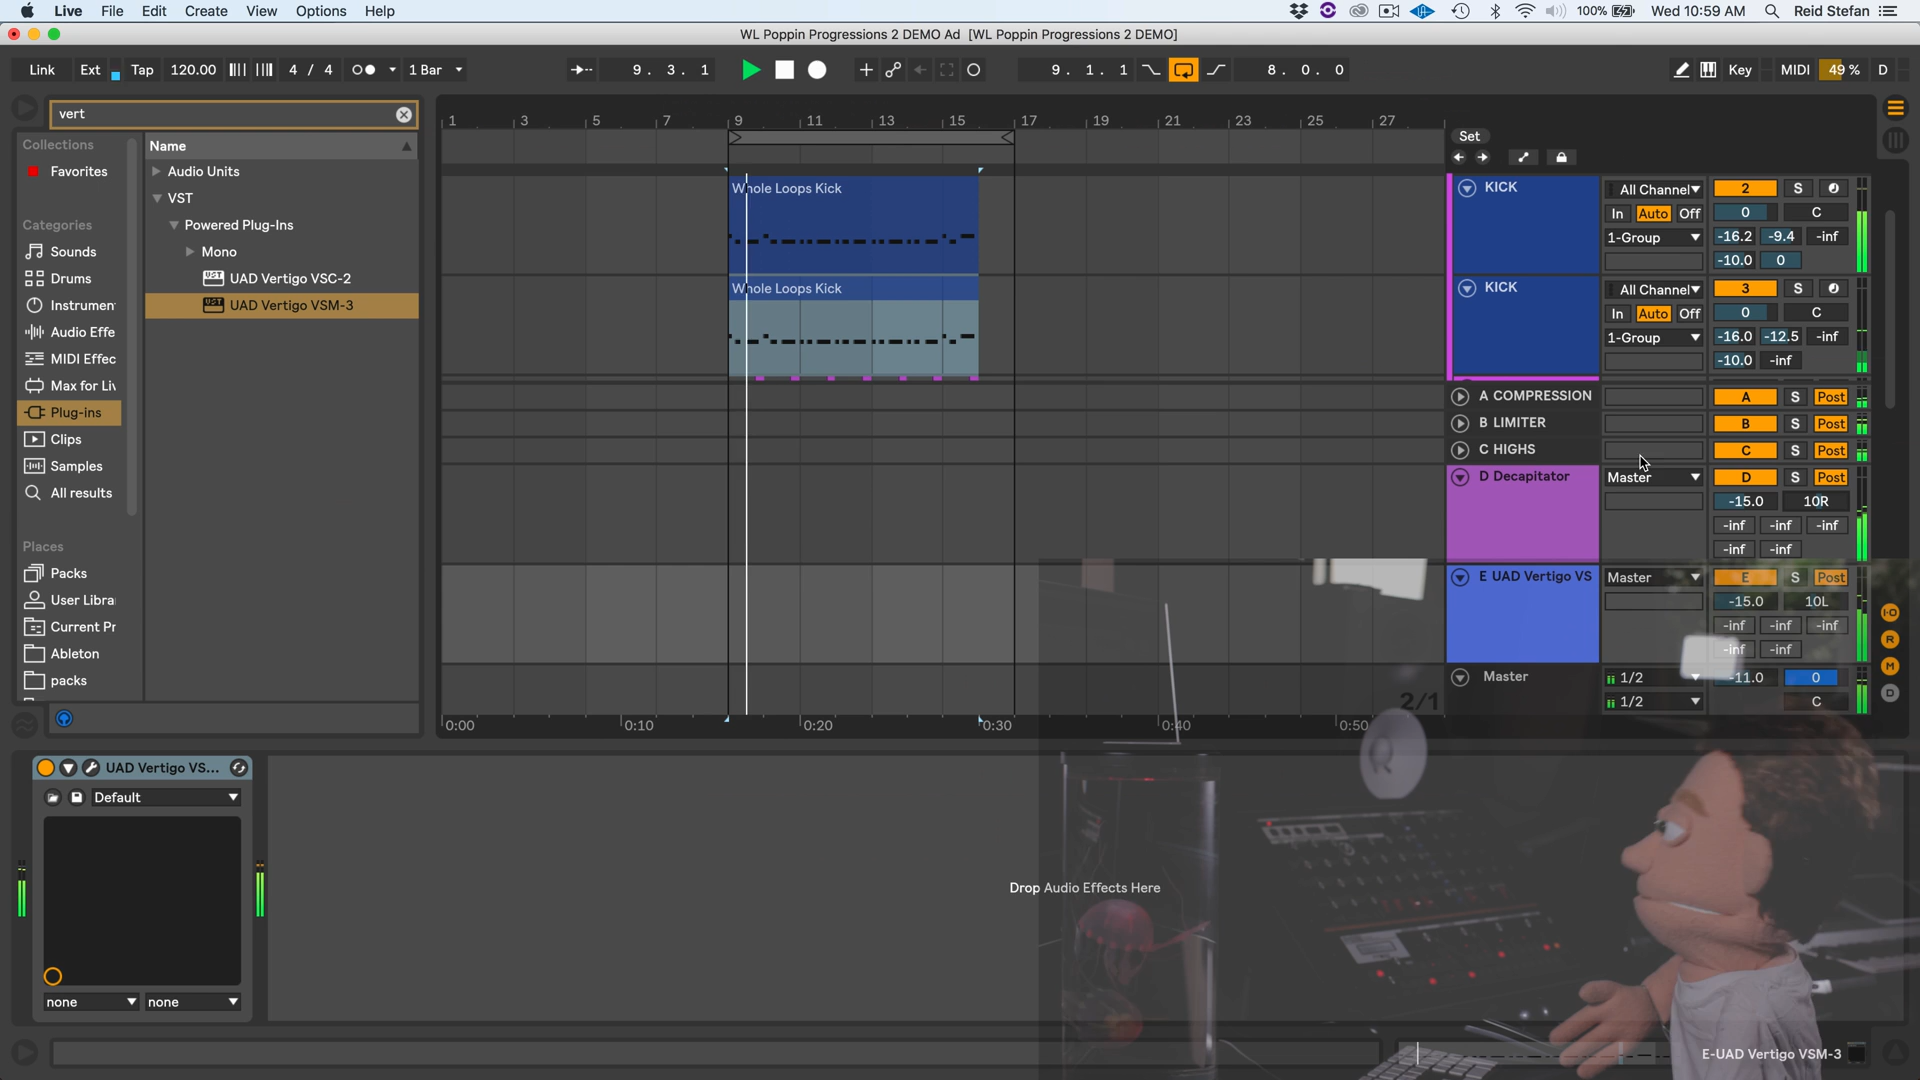 Live File Edit Create View Options Help
100% Wed 10:59 AM Reid Stefan
WL Poppin Progressions 2 DEMO Ad [WL Poppin Progressions 2 DEMO]
Link Ext Tap 120.00 4 / 4 1 Bar 9. 3. 1 9. 1. 1 8. 0. 0 Key MIDI 49 % D
vert
Collections
Favorites
Categories
Sounds
Drums
Instrumen
Audio Effe
MIDI Effec
Max for Liv
Plug-ins
Clips
Samples
All results
Places
Packs
User Libra
Current Pr
Ableton
packs
Name
Audio Units
VST
Powered Plug-Ins
Mono
UAD Vertigo VSC-2
UAD Vertigo VSM-3
1 3 5 7 9 11 13 15 17 19 21 23 25 27
Set
Whole Loops Kick
Whole Loops Kick
KICK All Channel 2 S
In Auto Off 0 C
1-Group -16.2 -9.4 -inf
-10.0 0
KICK All Channel 3 S
In Auto Off 0 C
1-Group -16.0 -12.5 -inf
-10.0 -inf
A COMPRESSION A S Post
B LIMITER B S Post
C HIGHS C S Post
D Decapitator Master D S Post
-15.0 10R
-inf -inf -inf
-inf -inf
E UAD Vertigo VS Master E S Post
-15.0 10L
-inf -inf -inf
-inf -inf
Master 1/2 -11.0 0
1/2 C
I·O
R
M
D
2/1
0:00 0:10 0:20 0:30 0:40 0:50
UAD Vertigo VS...
Default
none none
Drop Audio Effects Here
E-UAD Vertigo VSM-3